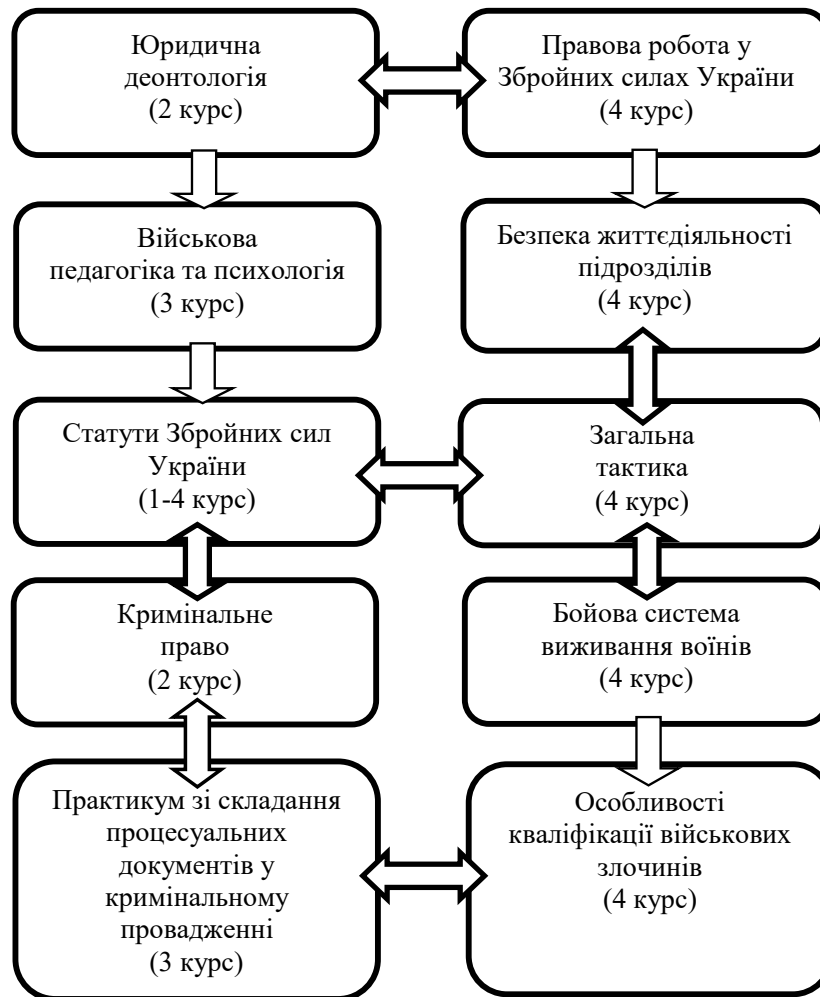 Юридична
деонтологія
(2 курс)
Правова робота у
Збройних силах України
(4 курс)
Військова
педагогіка та психологія
(3 курс)
Безпека життєдіяльності
підрозділів
(4 курс)
Статути Збройних сил
України
(1-4 курс)
Загальна
тактика
(4 курс)
Кримінальне
право
(2 курс)
Бойова система
виживання воїнів
(4 курс)
Практикум зі складання
процесуальних
документів у
кримінальному
провадженні
(3 курс)
Особливості
кваліфікації військових
злочинів
(4 курс)